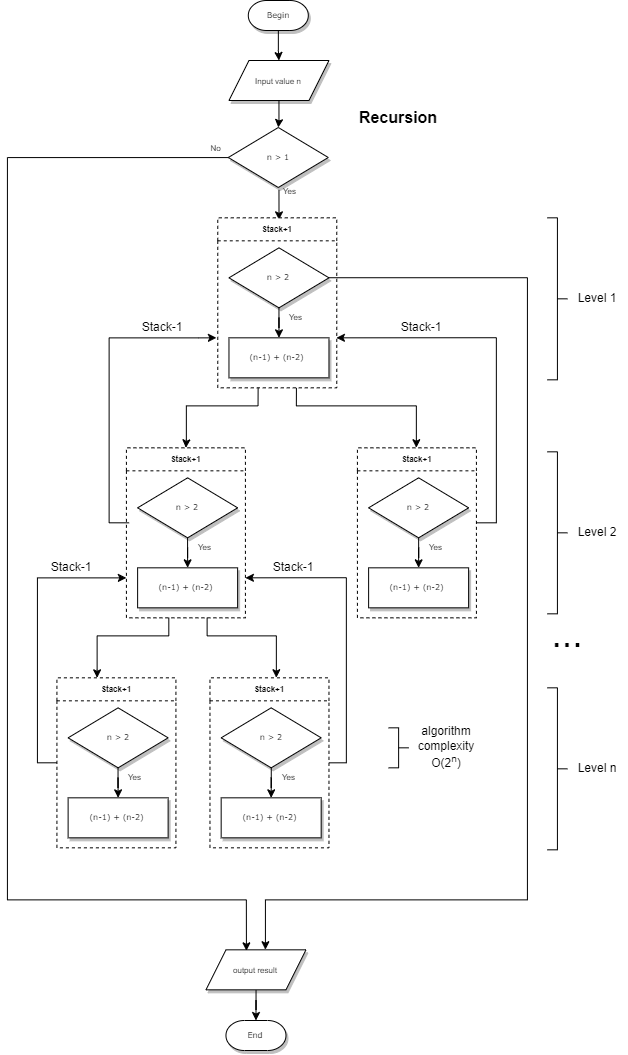 Begin
Input value n
Recursion
n > 1
No
Yes
Stack+1
n > 2
Yes
(n-1) + (n-2)
Stack-1
Stack-1
Level 1
Stack+1
n > 2
Yes
(n-1) + (n-2)
Stack+1
n > 2
Yes
(n-1) + (n-2)
Level 2
Stack-1
Stack-1
...
Stack+1
n > 2
Yes
(n-1) + (n-2)
Stack+1
n > 2
Yes
(n-1) + (n-2)
algorithm
complexity
O(2ⁿ)
Level n
output result
End